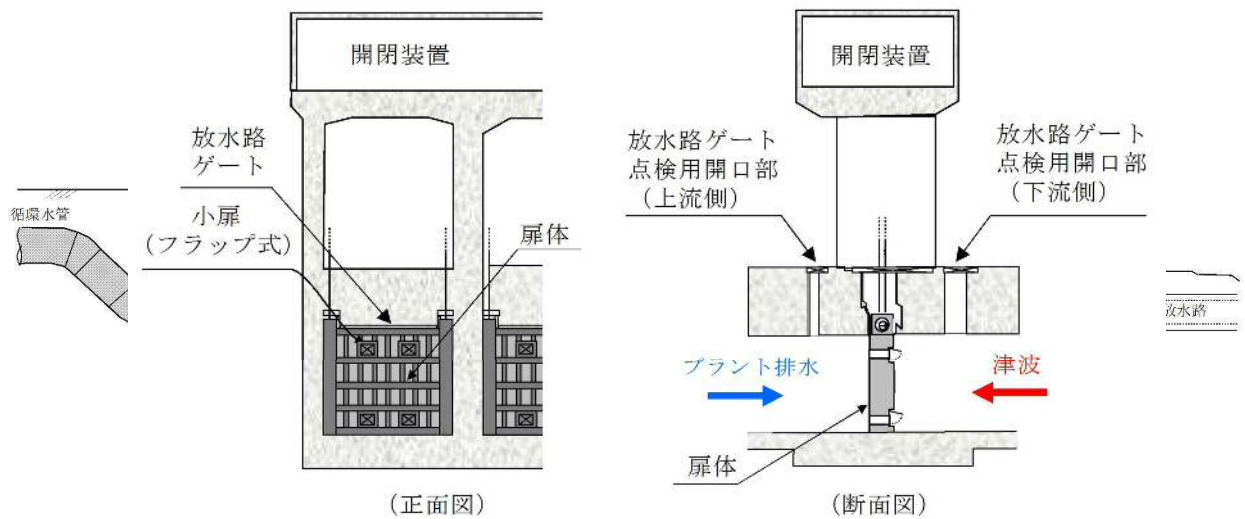 開閉装置
放水路
ゲート
循環水管
小扉
(フラップ式)
扉体
(正面図)
開閉装置
放水路ゲート
点検用開口部
(上流側)
放水路ゲート
点検用開口部
(下流側)
プラント排水
津波
扉体
(断面図)
放水路